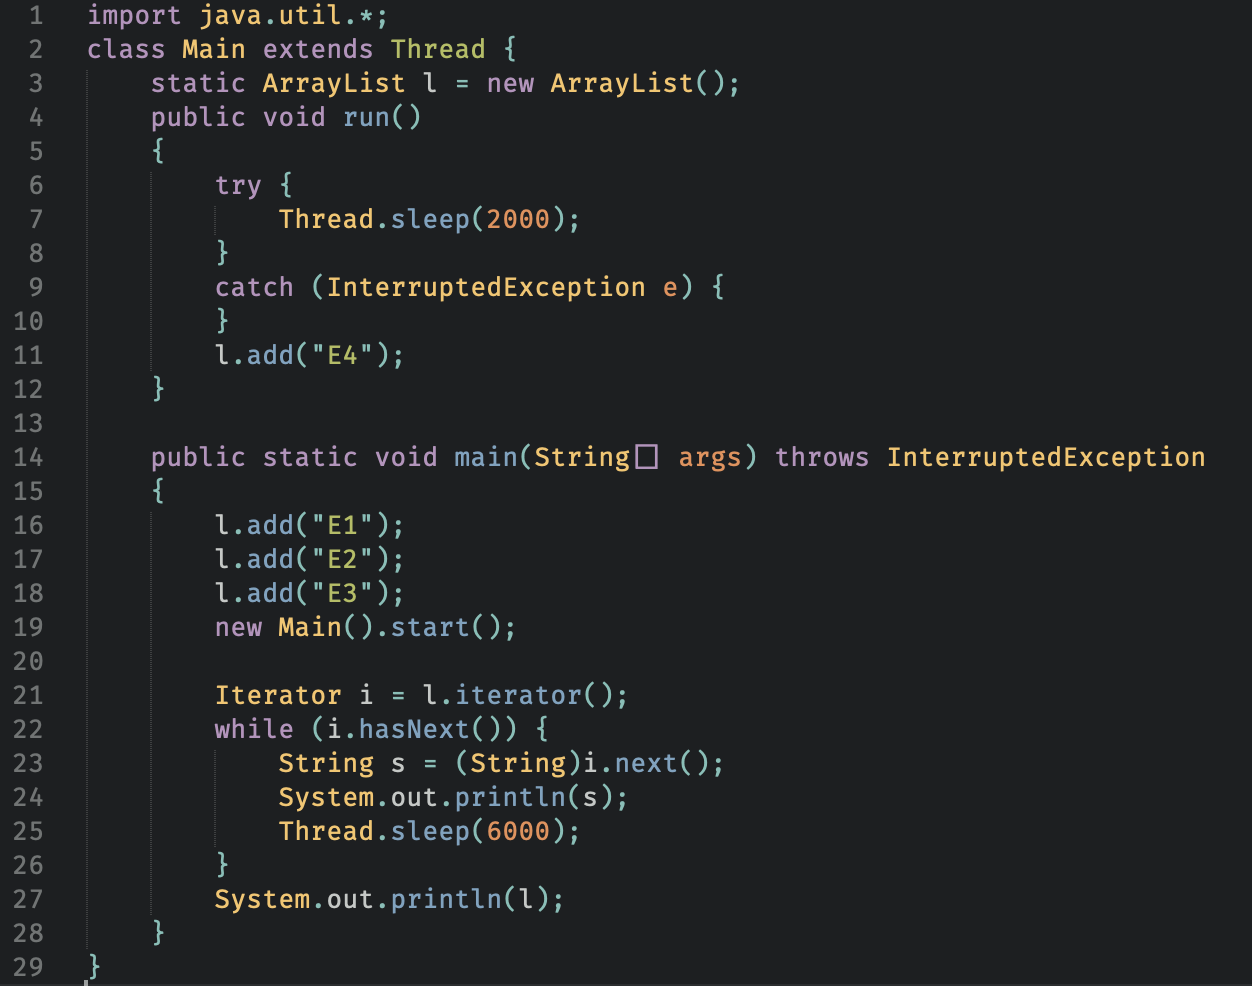 1 import java.util.*;
2 class Main extends Thread {
3 static ArrayList l = new ArrayList();
4 public void run()
5 {
6 try {
7 Thread.sleep(2000);
8 }
9 catch (InterruptedException e) {
10 }
11 l.add("E4");
12 }
13
14 public static void main(String[] args) throws InterruptedException
15 {
16 l.add("E1");
17 l.add("E2");
18 l.add("E3");
19 new Main().start();
20
21 Iterator i = l.iterator();
22 while (i.hasNext()) {
23 String s = (String)i.next();
24 System.out.println(s);
25 Thread.sleep(6000);
26 }
27 System.out.println(l);
28 }
29 }